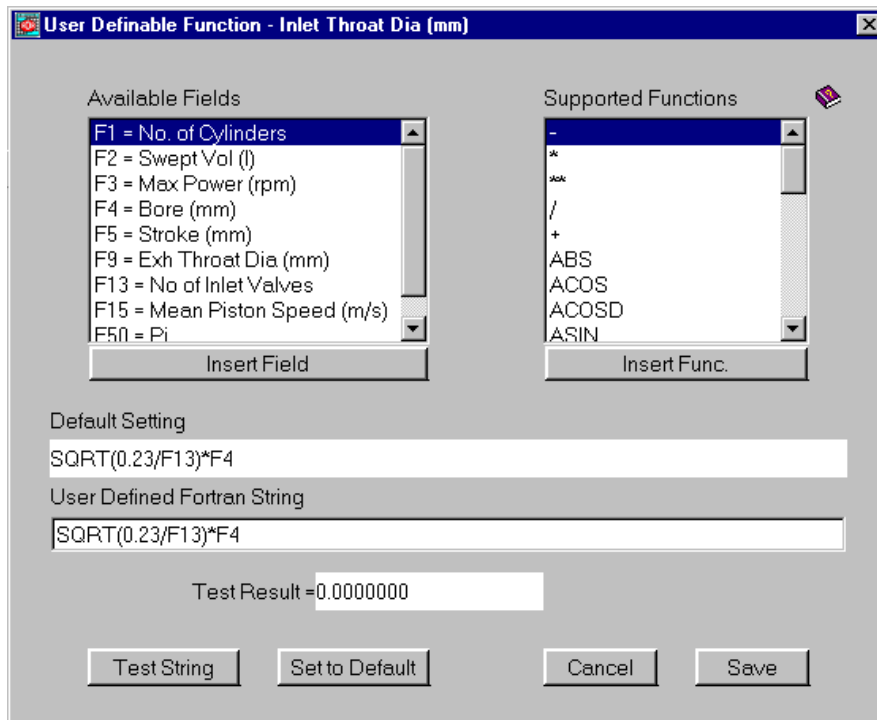 User Definable Function - Inlet Throat Dia (mm)
Available Fields
F1 = No. of Cylinders
F2 = Swept Vol (l)
F3 = Max Power (rpm)
F4 = Bore (mm)
F5 = Stroke (mm)
F9 = Exh Throat Dia (mm)
F13 = No of Inlet Valves
F15 = Mean Piston Speed (m/s)
F50 = Pi
Insert Field
Supported Functions
-
*
**
/
+
ABS
ACOS
ACOSD
ASIN
Insert Func.
Default Setting
SQRT(0.23/F13)*F4
User Defined Fortran String
SQRT(0.23/F13)*F4
Test Result =0.0000000
Test String
Set to Default
Cancel
Save